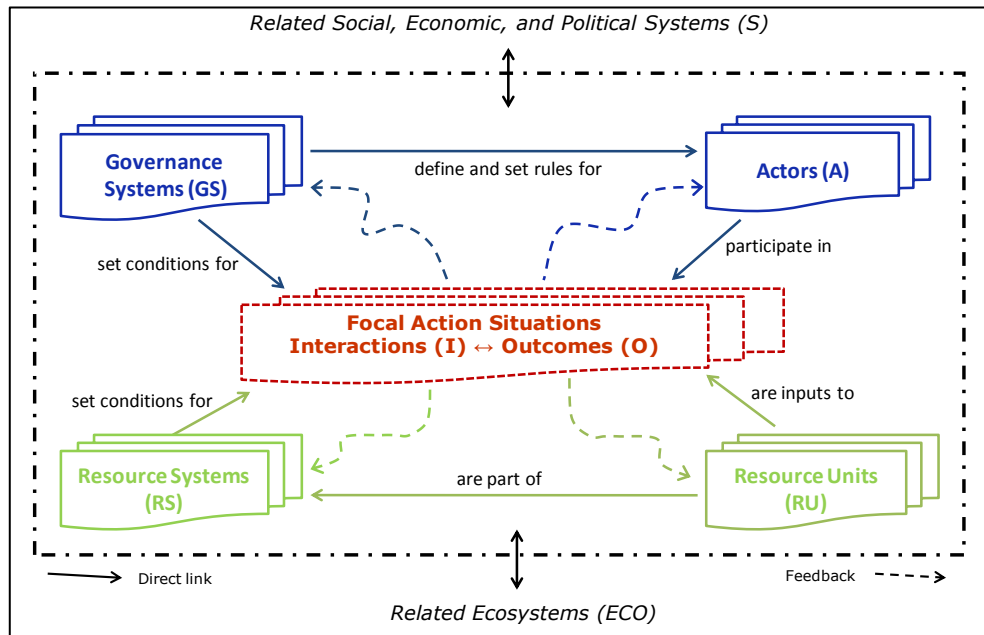 Related Social, Economic, and Political Systems (S)
Governance
Systems (GS)
define and set rules for
Actors (A)
set conditions for
participate in
Focal Action Situations
Interactions (I) ↔ Outcomes (O)
set conditions for
are inputs to
Resource Systems
(RS)
are part of
Resource Units
(RU)
Direct link
Feedback
Related Ecosystems (ECO)